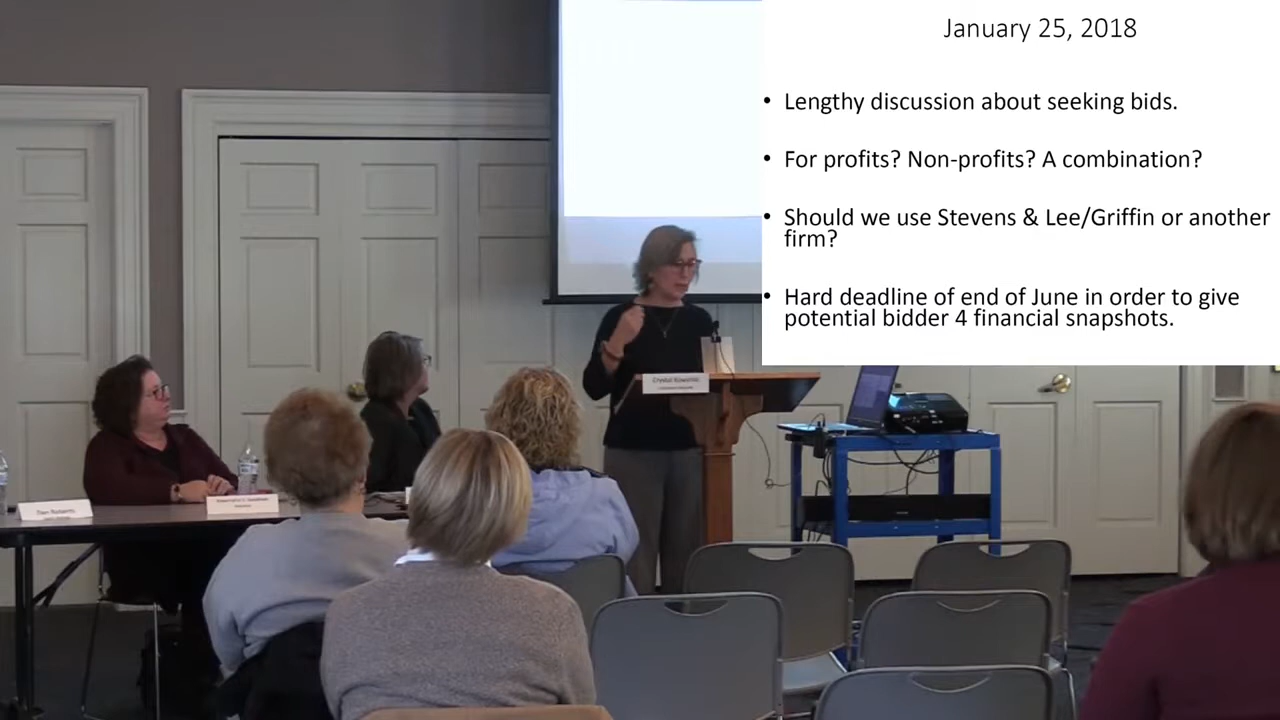 January 25, 2018
• Lengthy discussion about seeking bids.
• For profits? Non-profits? A combination?
• Should we use Stevens & Lee/Griffin or another
firm?
• Hard deadline of end of June in order to give
potential bidder 4 financial snapshots.
Crystal
Dan Roberts